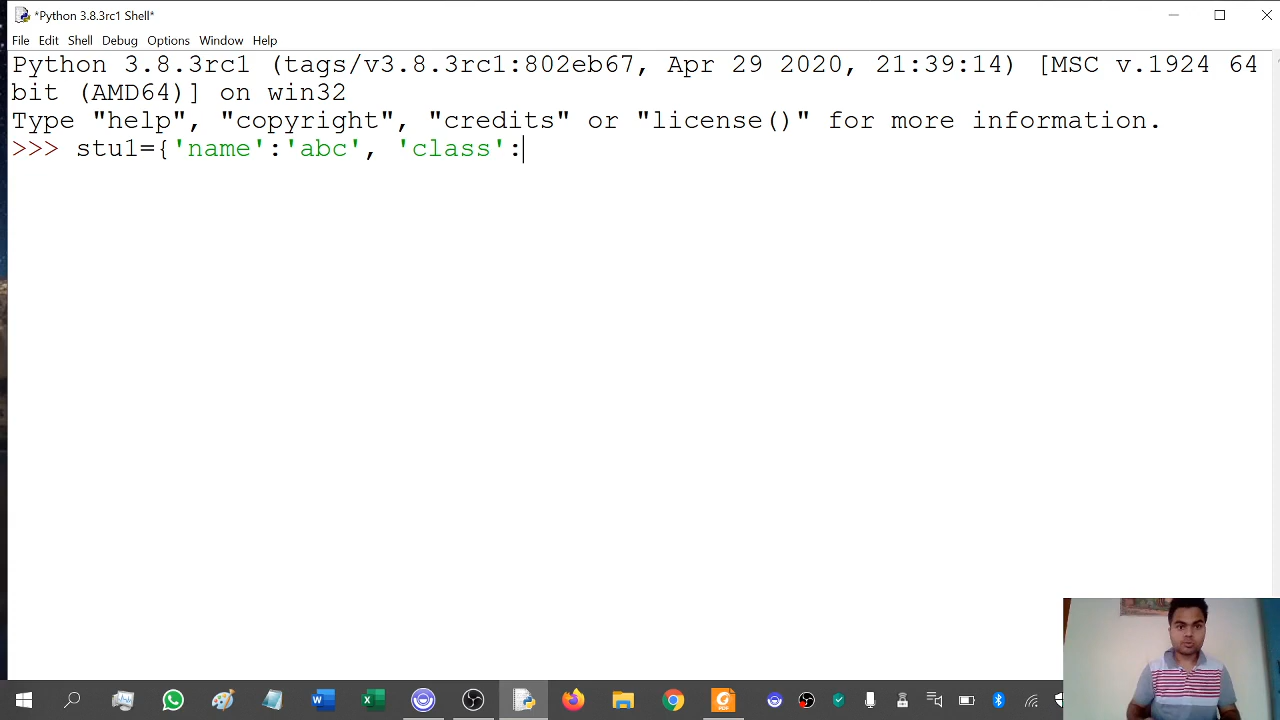 *Python 3.8.3rc1 Shell*
File Edit Shell Debug Options Window Help
Python 3.8.3rc1 (tags/v3.8.3rc1:802eb67, Apr 29 2020, 21:39:14) [MSC v.1924 64
bit (AMD64)] on win32
Type "help", "copyright", "credits" or "license()" for more information.
>>> stu1={'name':'abc', 'class':